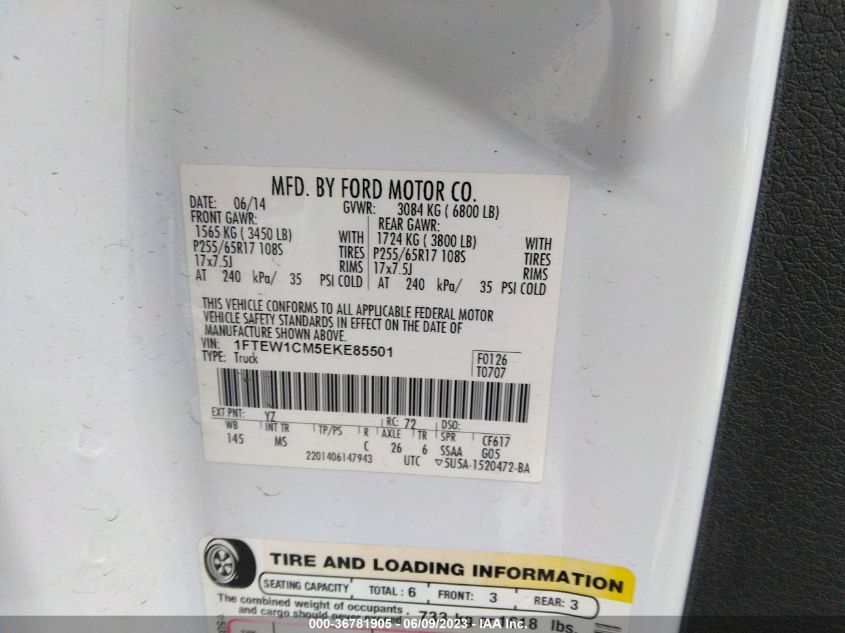 MFD. BY FORD MOTOR CO.
DATE: 06/14 GVWR: 3084 KG ( 6800 LB)
FRONT GAWR: REAR GAWR:
1565 KG ( 3450 LB) WITH 1724 KG ( 3800 LB) WITH
P255/65R17 108S TIRES P255/65R17 108S TIRES
17x7.5J RIMS 17x7.5J RIMS
AT 240 kPa/ 35 PSI COLD AT 240 kPa/ 35 PSI COLD
THIS VEHICLE CONFORMS TO ALL APPLICABLE FEDERAL MOTOR
VEHICLE SAFETY STANDARDS IN EFFECT ON THE DATE OF
MANUFACTURE SHOWN ABOVE.
VIN: 1FTEW1CM5EKE85501
TYPE: Truck
F0126
T0707
EXT PNT: YZ RC: 72 DSO:
WB INT TR TP/PS R AXLE TR SPR CF617
145 MS C 26 6 SSAA G05
2201406147943 UTC ▽5U5A-1520472-BA
TIRE AND LOADING INFORMATION
SEATING CAPACITY TOTAL : 6 FRONT: 3 REAR: 3
The combined weight of occupants
and cargo should lbs.
000-36781905 - 06/09/2023 - IAA Inc.